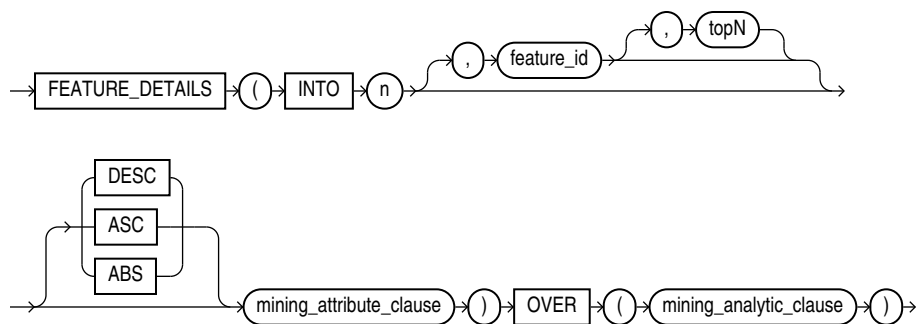 , topN
, feature_id
FEATURE_DETAILS ( INTO n
DESC
ASC
ABS
mining_attribute_clause ) OVER ( mining_analytic_clause )